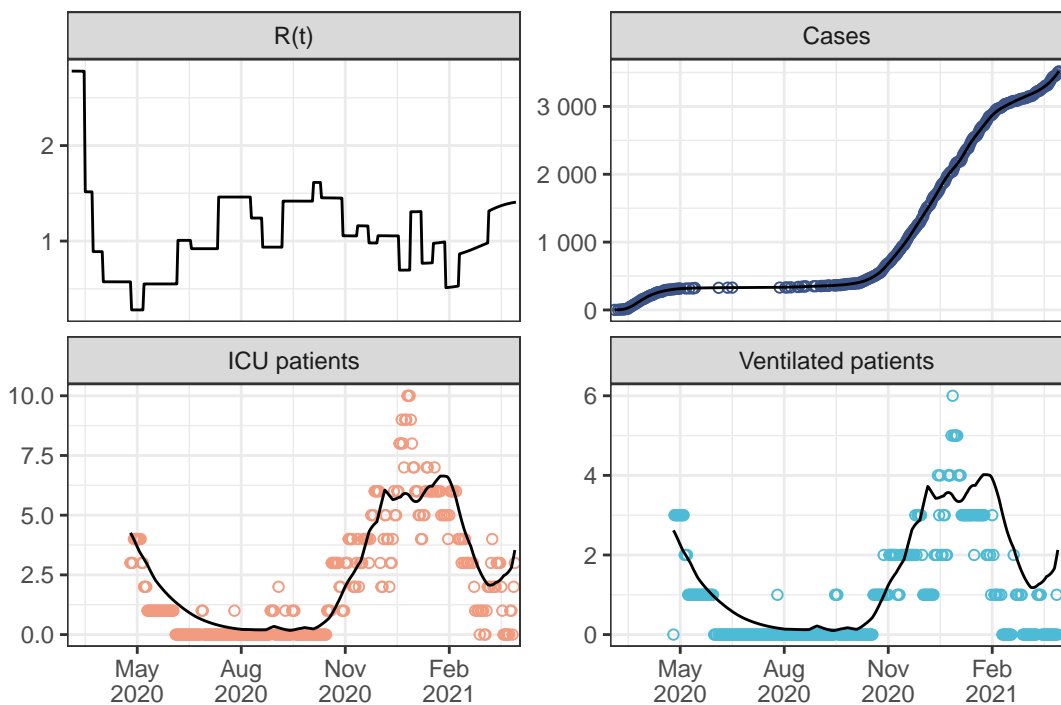 R(t)
Cases
2
1
3 000
2 000
1 000
0
ICU patients
Ventilated patients
10.0
7.5
5.0
2.5
0.0
6
4
2
0
May Aug Nov Feb
2020 2020 2020 2021
May Aug Nov Feb
2020 2020 2020 2021